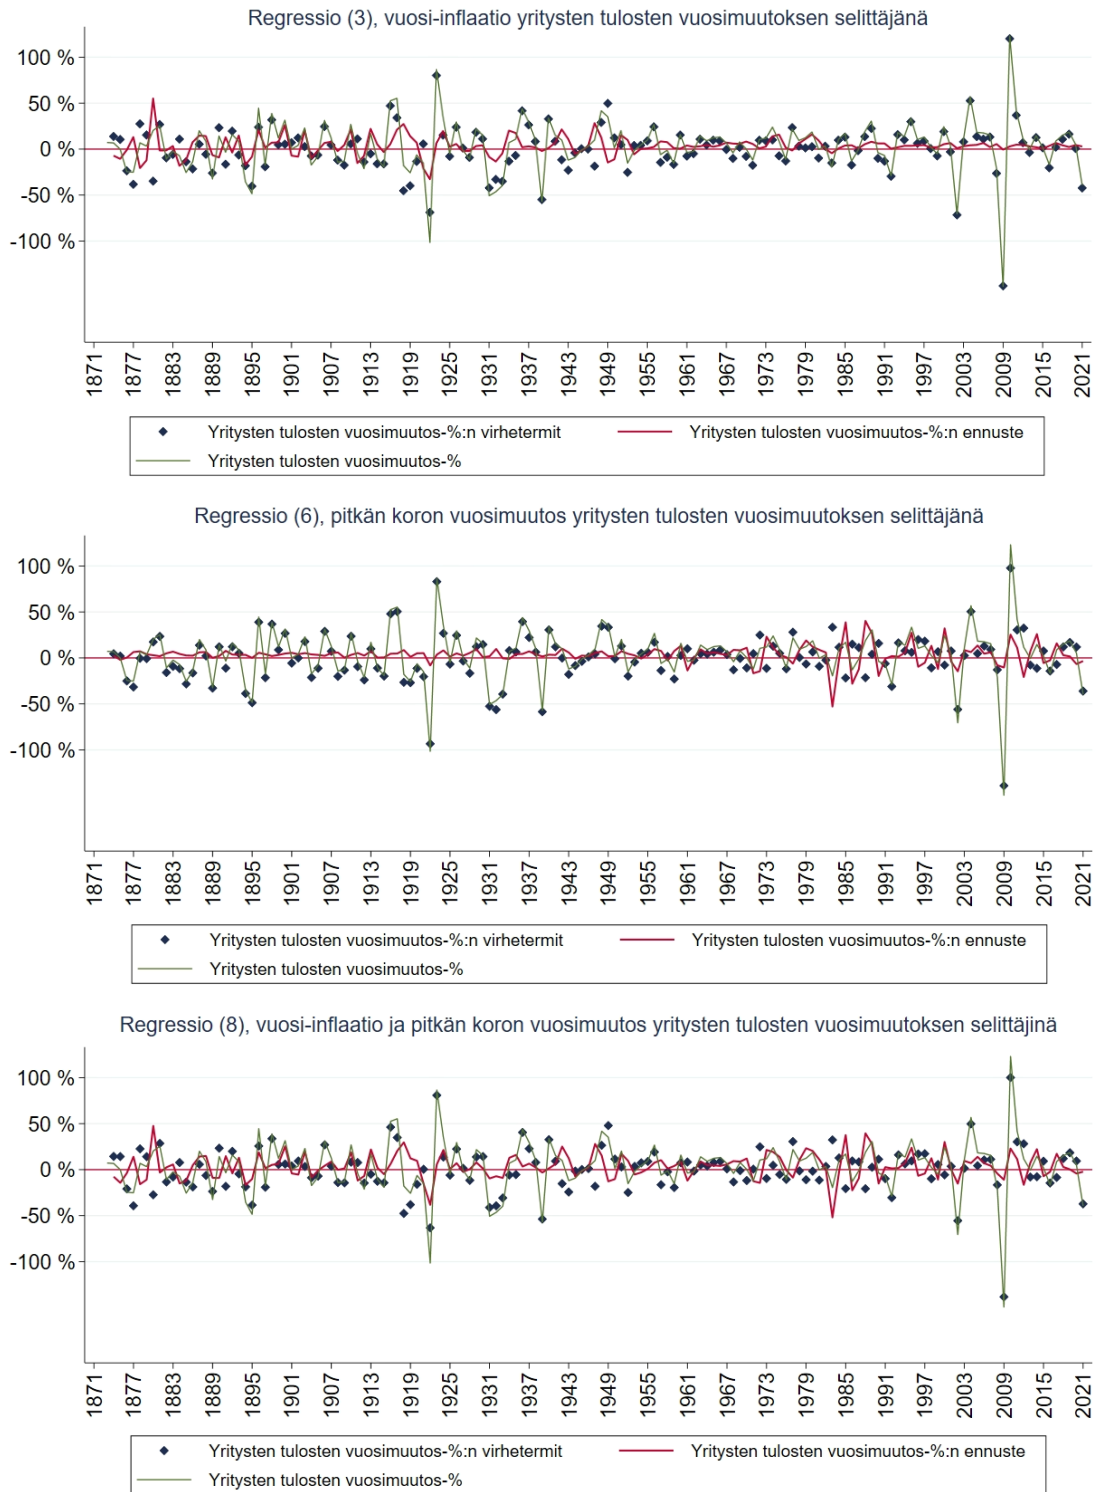 Regressio (3), vuosi-inflaatio yritysten tulosten vuosimuutoksen selittäjänä
100 %
50 %
0 %
-50 %
-100 %
1871 1877 1883 1889 1895 1901 1907 1913 1919 1925 1931 1937 1943 1949 1955 1961 1967 1973 1979 1985 1991 1997 2003 2009 2015 2021
Yritysten tulosten vuosimuutos-%:n virhetermit Yritysten tulosten vuosimuutos-%:n ennuste
Yritysten tulosten vuosimuutos-%
Regressio (6), pitkän koron vuosimuutos yritysten tulosten vuosimuutoksen selittäjänä
100 %
50 %
0 %
-50 %
-100 %
1871 1877 1883 1889 1895 1901 1907 1913 1919 1925 1931 1937 1943 1949 1955 1961 1967 1973 1979 1985 1991 1997 2003 2009 2015 2021
Yritysten tulosten vuosimuutos-%:n virhetermit Yritysten tulosten vuosimuutos-%:n ennuste
Yritysten tulosten vuosimuutos-%
Regressio (8), vuosi-inflaatio ja pitkän koron vuosimuutos yritysten tulosten vuosimuutoksen selittäjinä
100 %
50 %
0 %
-50 %
-100 %
1871 1877 1883 1889 1895 1901 1907 1913 1919 1925 1931 1937 1943 1949 1955 1961 1967 1973 1979 1985 1991 1997 2003 2009 2015 2021
Yritysten tulosten vuosimuutos-%:n virhetermit Yritysten tulosten vuosimuutos-%:n ennuste
Yritysten tulosten vuosimuutos-%